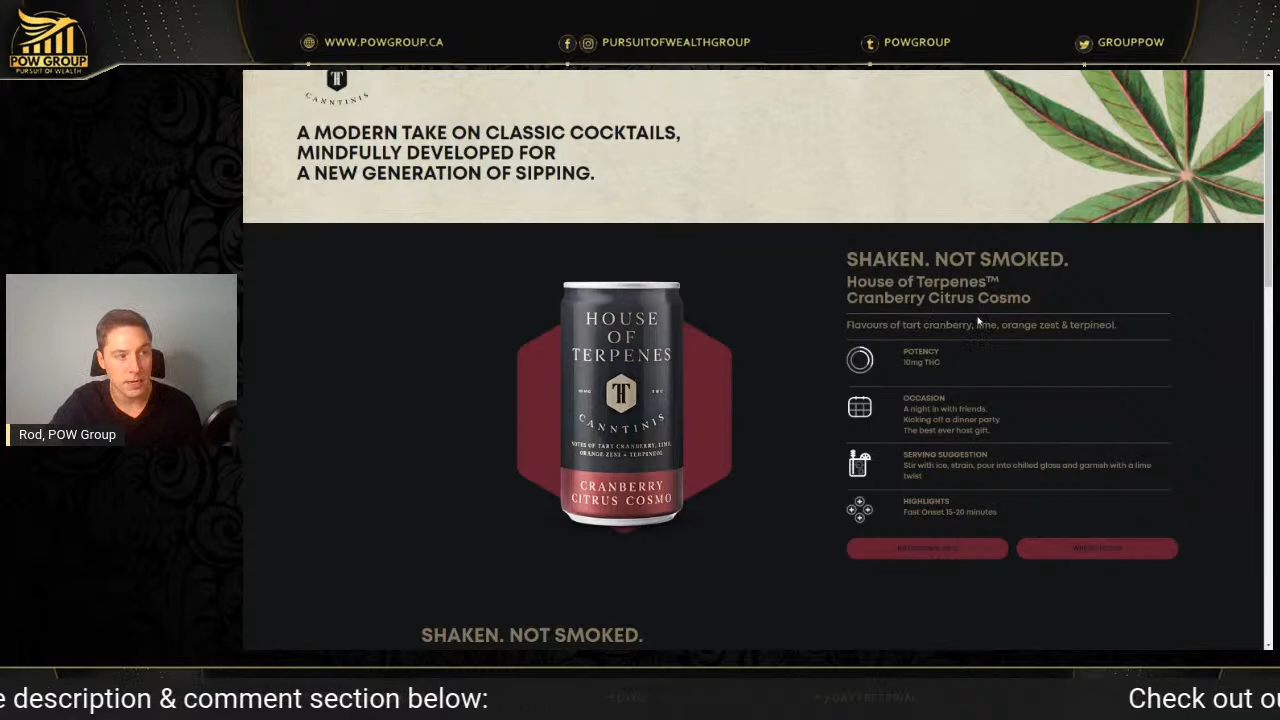 POW GROUP
PURSUIT OF WEALTH
WWW.POWGROUP.CA
PURSUITOFWEALTHGROUP
POWGROUP
GROUPPOW
CANNTINIS
A MODERN TAKE ON CLASSIC COCKTAILS,
MINDFULLY DEVELOPED FOR
A NEW GENERATION OF SIPPING.
HOUSE
OF
TERPENES
CANNTINIS
NOTES OF TART CRANBERRY, LIME,
ORANGE ZEST + TERPINEOL
CRANBERRY
CITRUS COSMO
SHAKEN. NOT SMOKED.
House of Terpenes™
Cranberry Citrus Cosmo
Flavours of tart cranberry, lime, orange zest & terpineol.
POTENCY
10mg THC
OCCASION
A night in with friends.
Kicking off a dinner party.
The best ever host gift.
SERVING SUGGESTION
Stir with ice, strain, pour into chilled glass and garnish with a lime
twist
HIGHLIGHTS
Fast Onset 15-20 minutes
SHAKEN. NOT SMOKED.
Rod, POW Group
e description & comment section below:
Check out ou